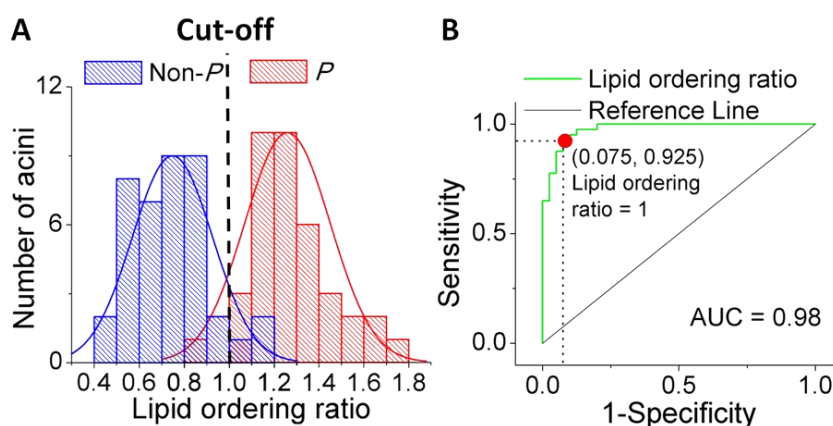 A
Cut-off
Non-P
P
12
6
0
Number of acini
0.4 0.6 0.8 1.0 1.2 1.4 1.6 1.8
Lipid ordering ratio
B
Lipid ordering ratio
Reference Line
1.0
0.5
0.0
Sensitivity
(0.075, 0.925)
Lipid ordering
ratio = 1
AUC = 0.98
0.0 0.5 1.0
1-Specificity